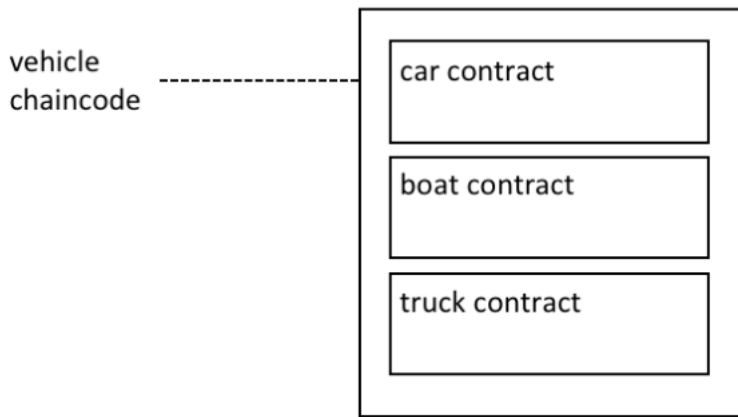 vehicle
chaincode
car contract
boat contract
truck contract